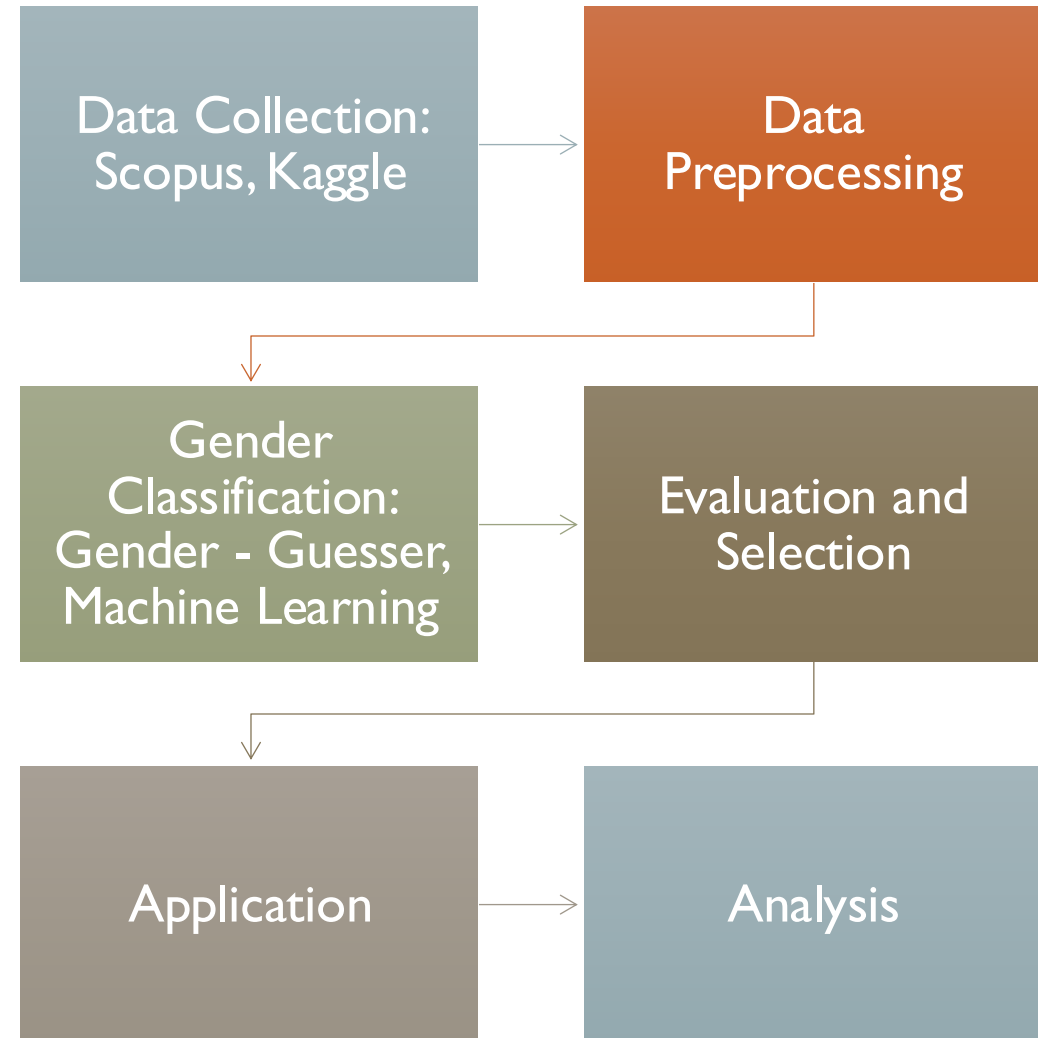 Data Collection:
Scopus, Kaggle
Data
Preprocessing
Gender
Classification:
Gender - Guesser,
Machine Learning
Evaluation and
Selection
Application
Analysis